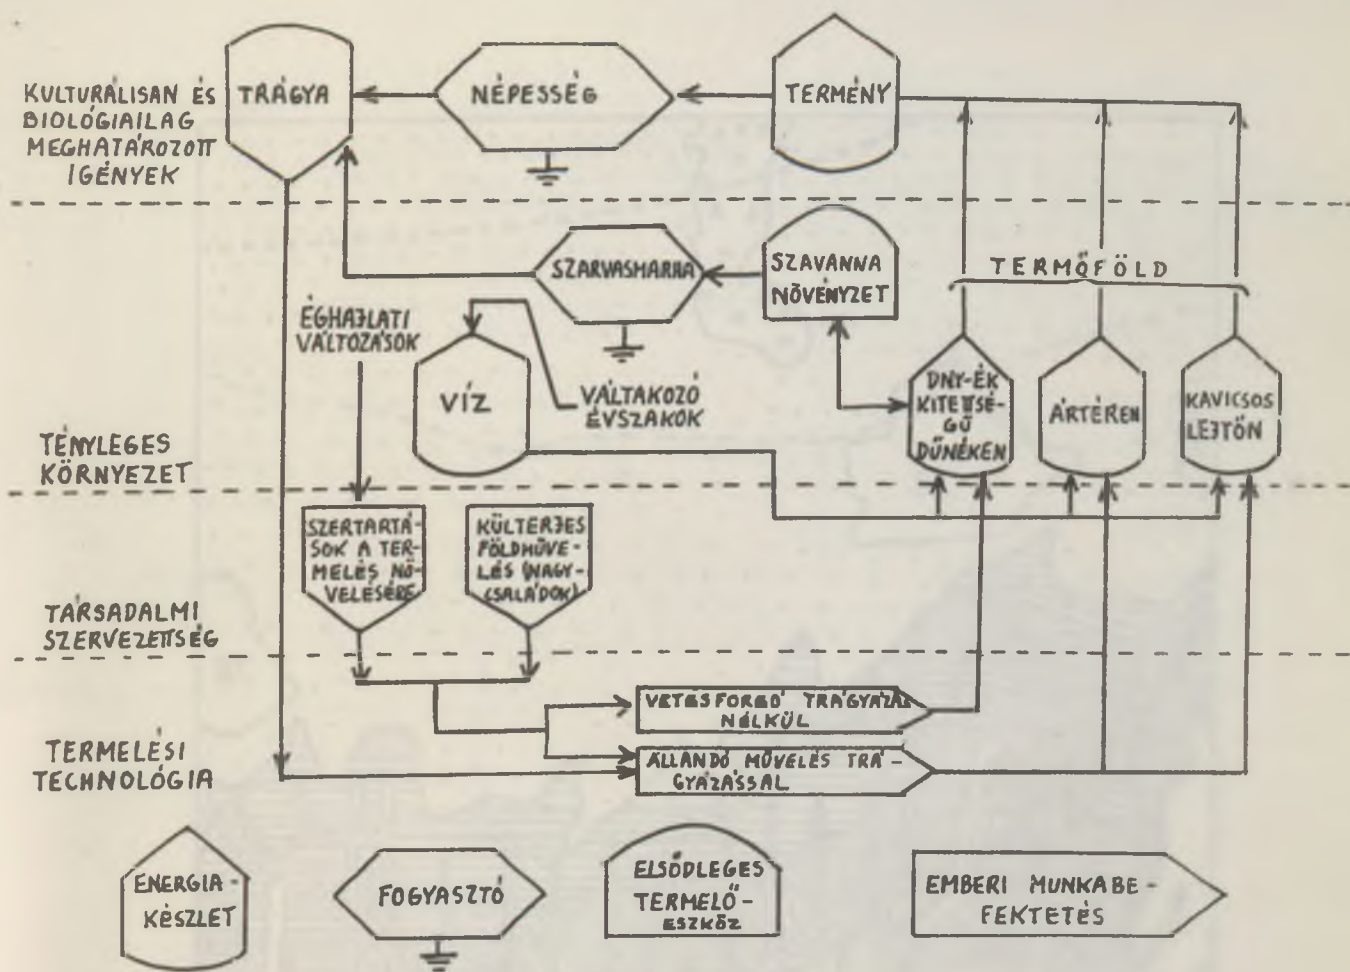 KULTURÁLISAN ÉS
BIOLÓGIAILAG
MEGHATÁROZOTT
IGÉNYEK
TRÁGYA
NÉPESSÉG
TERMÉNY
SZARVASMARHA
SZAVANNA
NÖVÉNYZET
TERMŐFÖLD
ÉGHAJLATI
VÁLTOZÁSOK
VÍZ
VÁLTAKOZÓ
ÉVSZAKOK
DNY-ÉK
KITETTSÉ-
GŰ
DŰNÉKEN
ÁRTÉREN
KAVICSOS
LEJTŐN
TÉNYLEGES
KÖRNYEZET
SZERTARTÁ-
SOK A TER-
MELÉS NÖ-
VELÉSÉRE
KÜLTERJES
FÖLDMŰVE-
LÉS (NAGY-
CSALÁDOK)
TÁRSADALMI
SZERVEZETTSÉG
VETÉSFORGÓ TRÁGYÁZÁS
NÉLKÜL
TERMELÉSI
TECHNOLÓGIA
ÁLLANDÓ MŰVELÉS TRÁ-
GYÁZÁSSAL
ENERGIA-
KÉSZLET
FOGYASZTÓ
ELSŐDLEGES
TERMELŐ-
ESZKÖZ
EMBERI MUNKABE-
FEKTETÉS